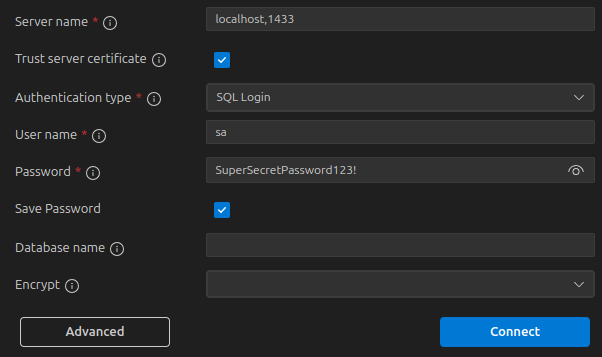 Server name *
localhost,1433
Trust server certificate
Authentication type *
SQL Login
User name *
sa
Password *
SuperSecretPassword123!
Save Password
Database name
Encrypt
Advanced
Connect